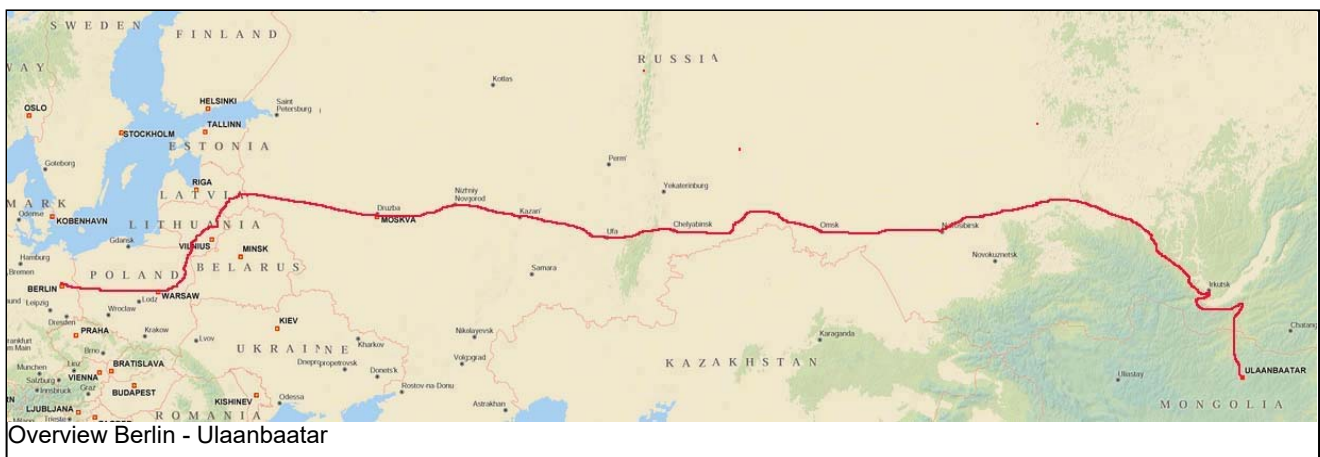 SWEDEN
FINLAND
RUSSIA
Kotlas
OSLO
HELSINKI
Saint
Petersburg
STOCKHOLM
TALLINN
ESTONIA
Goteborg
Perm'
RIGA
LATVI
Yekaterinburg
MARK
Odense
KOBENHAVN
Druzba
MOSKVA
Nizhniy
Novgorod
Kazan'
LITHUANIA
Ufa
Chelyabinsk
Omsk
Gdansk
VILNIUS
MINSK
Hamburg
Bremen
POLAND
BELARUS
Samara
Novokuznetsk
BERLIN
WARSAW
Irkutsk
Leipzig
Wroclaw
Lodz
Dresden
PRAHA
Krakow
Lvov
KIEV
UKRAINE
Kharkov
Nikolayevsk
Karaganda
Chatang
Brno
Munchen
Linz
VIENNA
BRATISLAVA
Donets'k
Volgograd
KAZAKHSTAN
ULAANBAATAR
Salzburg
Innsbruck
Graz
BUDAPEST
Rostov-na-Donu
Uliastay
LJUBLJANA
Trieste
KISHINEV
Odessa
Astrakhan
ROMANIA
MONGOLIA
Overview Berlin - Ulaanbaatar